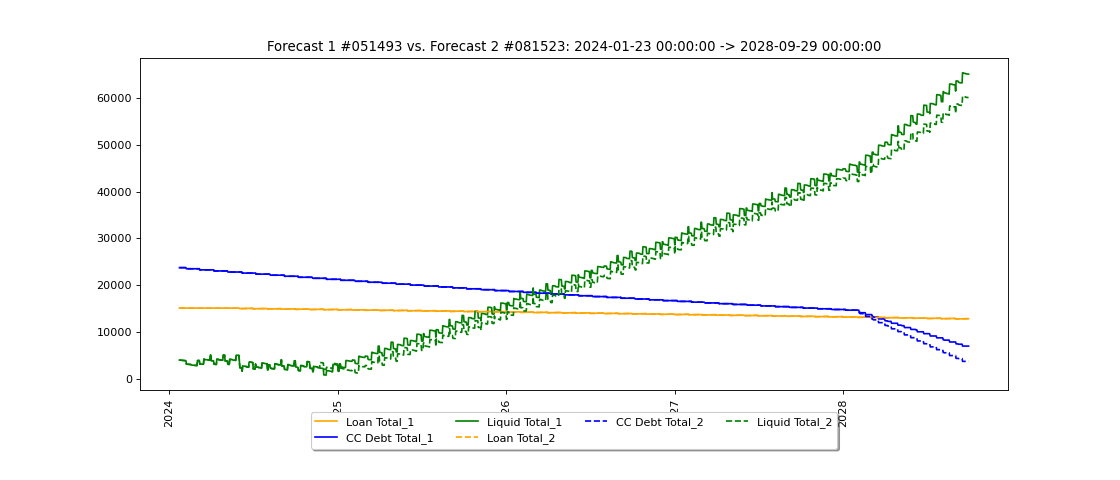 Forecast 1 #051493 vs. Forecast 2 #081523: 2024-01-23 00:00:00 -> 2028-09-29 00:00:00
60000
50000
40000
30000
20000
10000
0
2024
25
26
27
2028
Loan Total_1
Liquid Total_1
CC Debt Total_2
Liquid Total_2
CC Debt Total_1
Loan Total_2